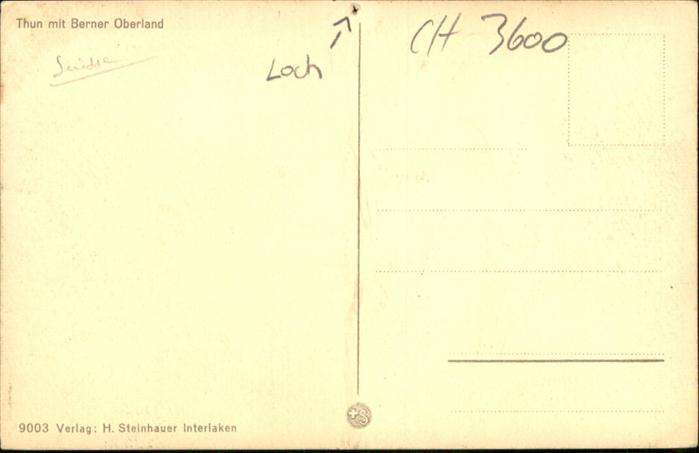 Thun mit Berner Oberland
CH 3600
Loch
9003 Verlag: H. Steinhauer Interlaken